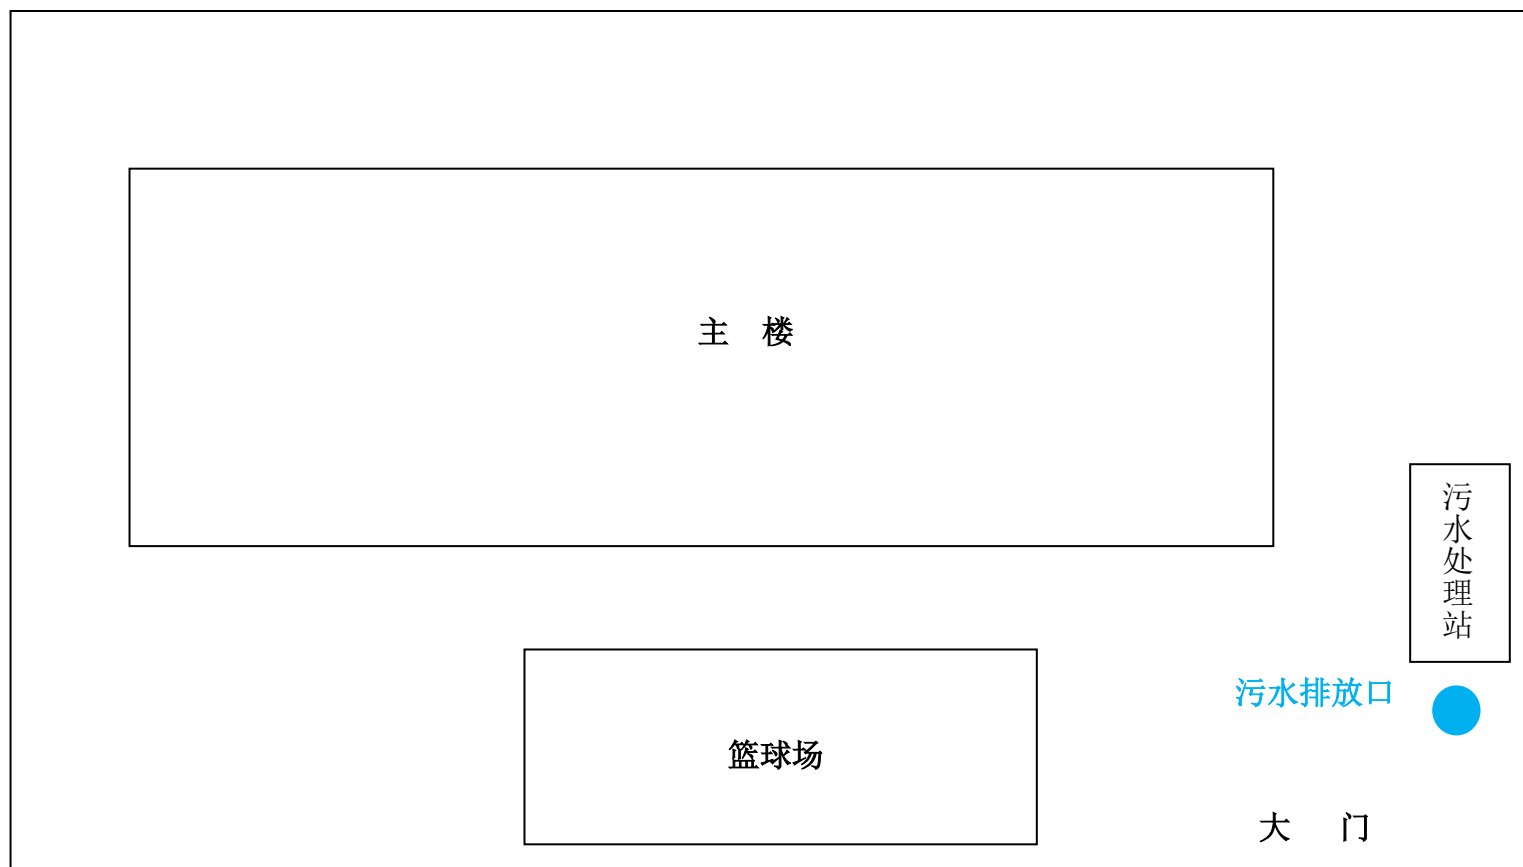 主 楼
污水处理站
污水排放口
篮球场
大 门